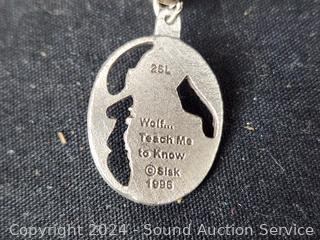 25L
Wolf...
Teach Me
to Know
©Sisk
1996
Copyright 2024 - Sound Auction Service